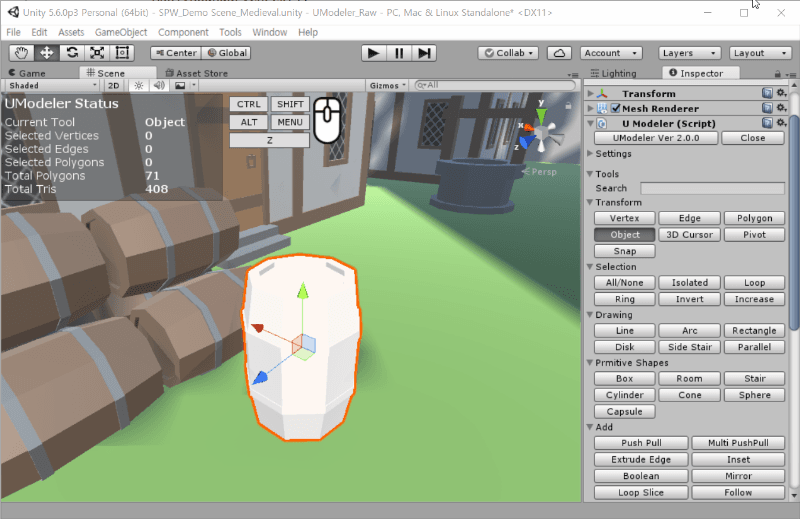 Unity 5.6.0p3 Personal (64bit) - SPW_Demo Scene_Medieval.unity - UModeler_Raw - PC, Mac & Linux Standalone* <DX11>
File Edit Assets GameObject Component Tools Window Help
Center Global Collab Account Layers Layout
Game Scene Asset Store
Lighting Inspector
Shaded 2D Gizmos All
Transform
Mesh Renderer
U Modeler (Script)
UModeler Ver 2.0.0 Close
Settings
Tools
Search
Transform
Vertex Edge Polygon
Object 3D Cursor Pivot
Snap
Selection
All/None Isolated Loop
Ring Invert Increase
Drawing
Line Arc Rectangle
Disk Side Stair Parallel
Prmitive Shapes
Box Room Stair
Cylinder Cone Sphere
Capsule
Add
Push Pull Multi PushPull
Extrude Edge Inset
Boolean Mirror
Loop Slice Follow
UModeler Status
Current Tool Object
Selected Vertices 0
Selected Edges 0
Selected Polygons 0
Total Polygons 71
Total Tris 408
CTRL SHIFT
ALT MENU
Z
y
x
z
Persp